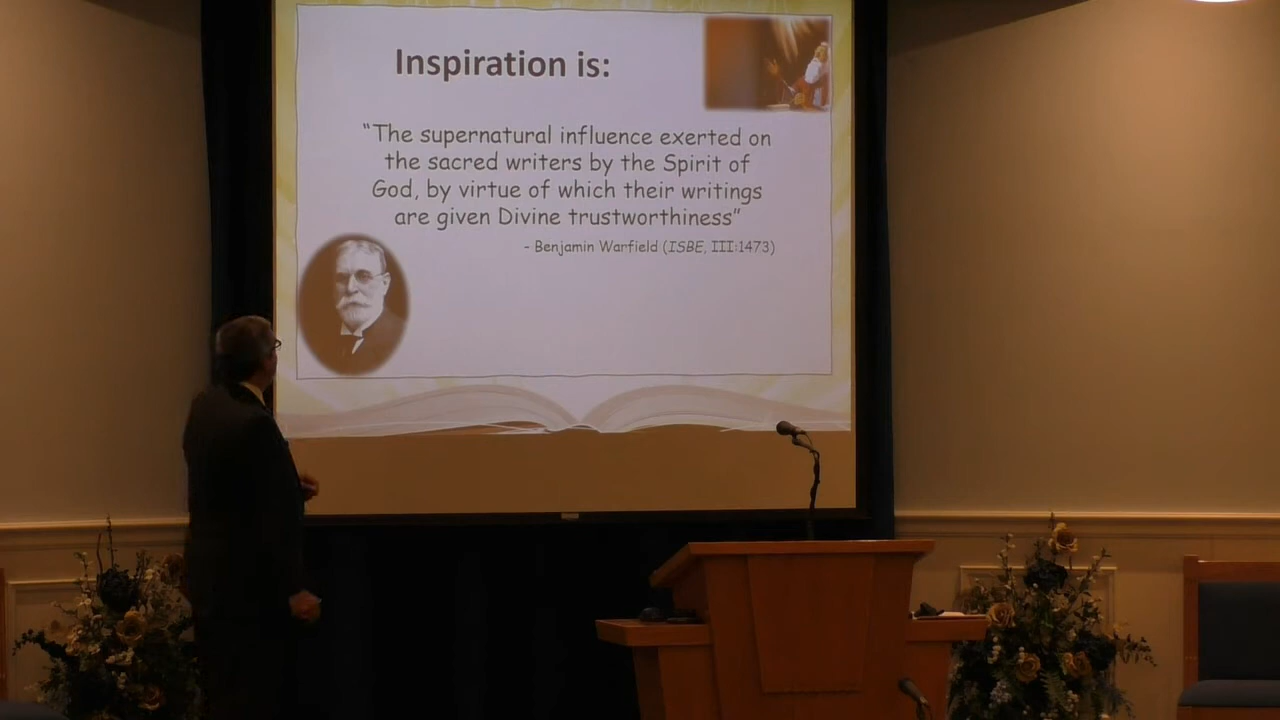 Inspiration is:
“The supernatural influence exerted on
the sacred writers by the Spirit of
God, by virtue of which their writings
are given Divine trustworthiness”
- Benjamin Warfield (ISBE, III:1473)